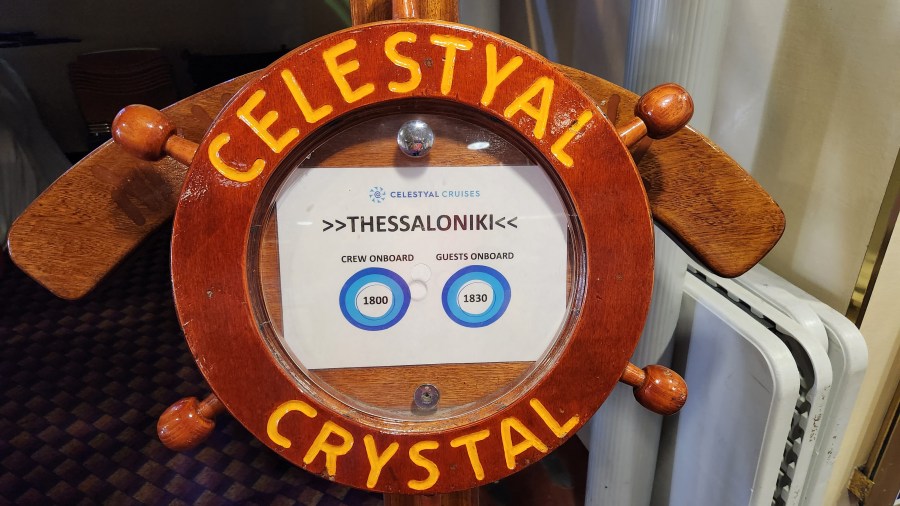 CELESTYAL
CELESTYAL CRUISES
>>THESSALONIKI<<
CREW ONBOARD GUESTS ONBOARD
1800 1830
CRYSTAL